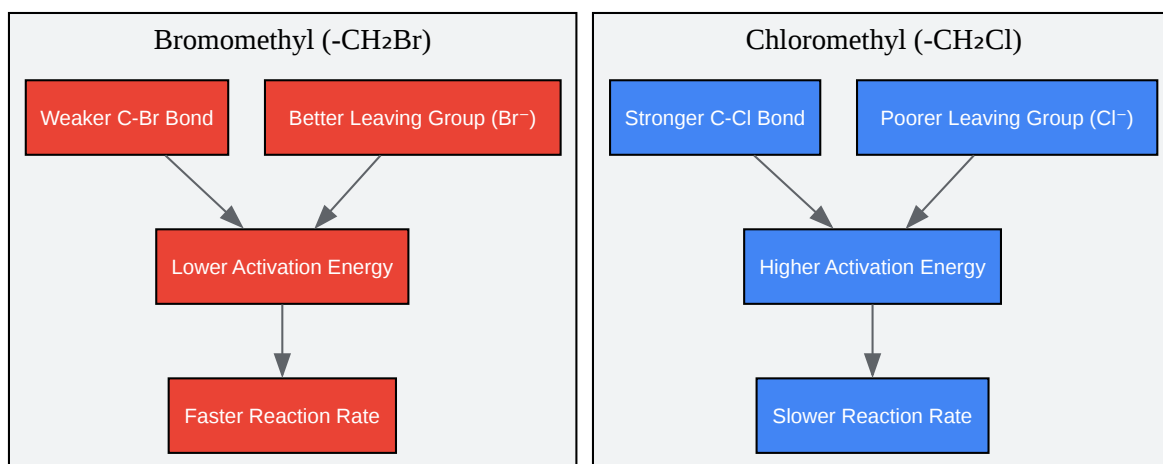 Bromomethyl (-CH₂Br)
Weaker C-Br Bond
Better Leaving Group (Br⁻)
Lower Activation Energy
Faster Reaction Rate
Chloromethyl (-CH₂Cl)
Stronger C-Cl Bond
Poorer Leaving Group (Cl⁻)
Higher Activation Energy
Slower Reaction Rate